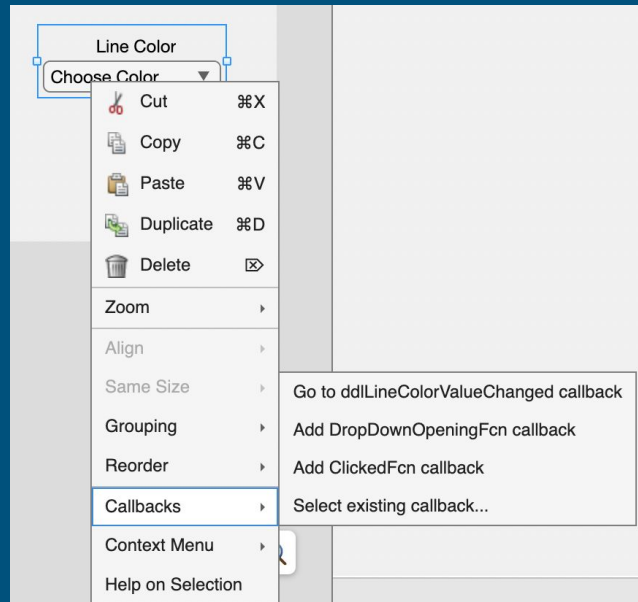 Line Color
Choose Color
Cut ⌘X
Copy ⌘C
Paste ⌘V
Duplicate ⌘D
Delete ⌦
Zoom
Align
Same Size
Grouping
Reorder
Callbacks
Context Menu
Help on Selection
Go to ddlLineColorValueChanged callback
Add DropDownOpeningFcn callback
Add ClickedFcn callback
Select existing callback...